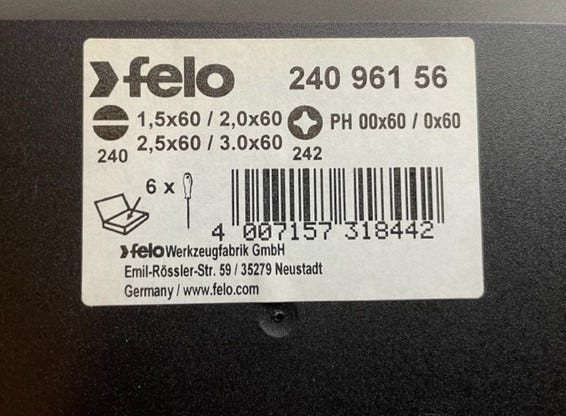 felo 240 961 56
1,5x60 / 2,0x60 PH 00x60 / 0x60
2,5x60 / 3.0x60
240 242
6 x
4 007157 318442
felo Werkzeugfabrik GmbH
Emil-Rössler-Str. 59 / 35279 Neustadt
Germany / www.felo.com